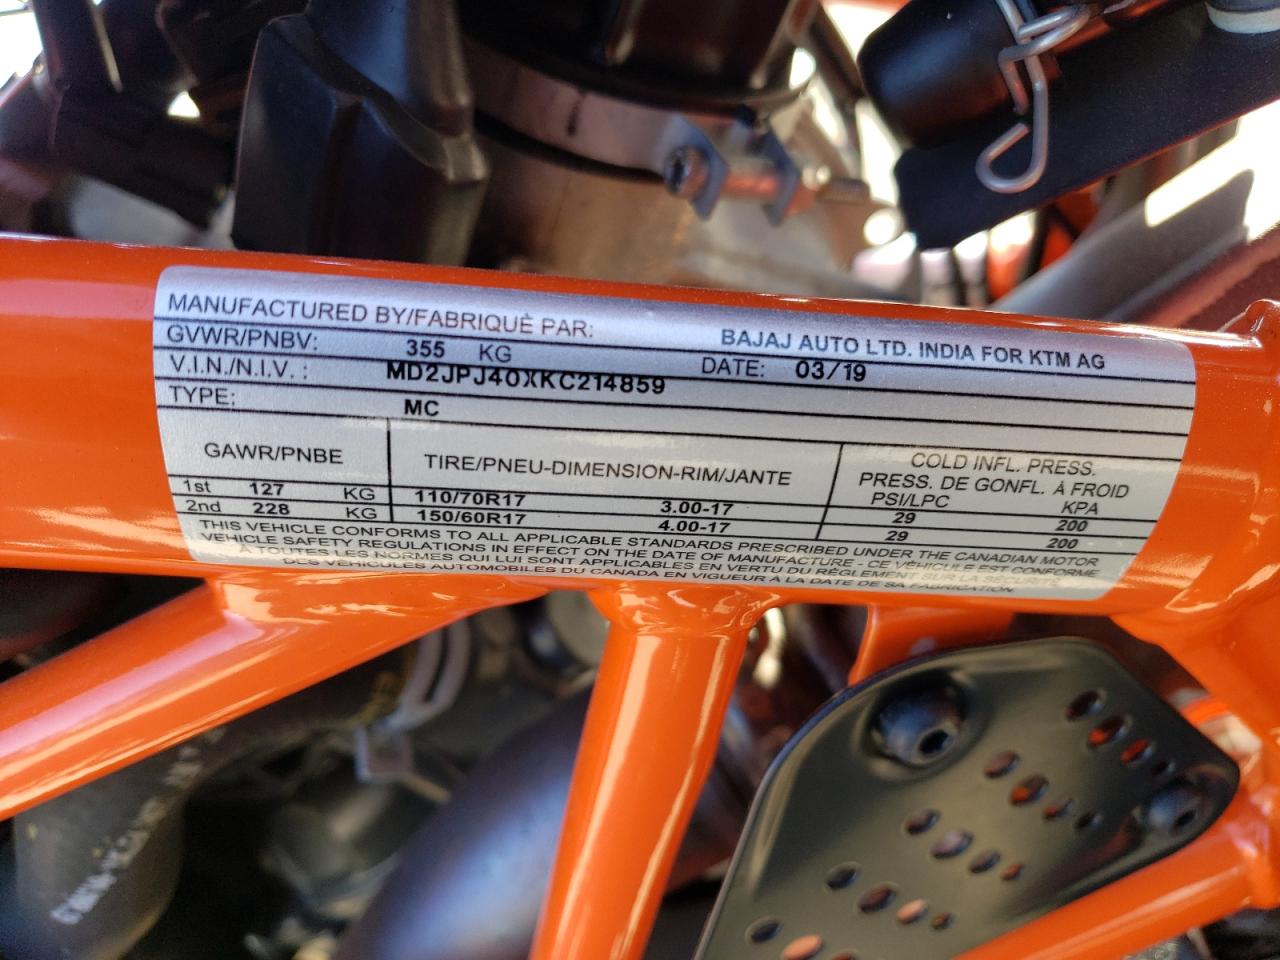 MANUFACTURED BY/FABRIQUÈ PAR: BAJAJ AUTO LTD. INDIA FOR KTM AG
GVWR/PNBV: 355 KG DATE: 03/19
V.I.N./N.I.V. : MD2JPJ40XKC214859
TYPE: MC
GAWR/PNBE TIRE/PNEU-DIMENSION-RIM/JANTE COLD INFL. PRESS.
PRESS. DE GONFL. À FROID
PSI/LPC KPA
1st 127 KG 110/70R17 3.00-17 29 200
2nd 228 KG 150/60R17 4.00-17 29 200
THIS VEHICLE CONFORMS TO ALL APPLICABLE STANDARDS PRESCRIBED UNDER THE CANADIAN MOTOR
VEHICLE SAFETY REGULATIONS IN EFFECT ON THE DATE OF MANUFACTURE - CE VÉHICULE EST CONFORME
À TOUTES LES NORMES QUI LUI SONT APPLICABLES EN VERTU DU RÉGLEMENT SUR LA SÉCURITÉ
DES VÉHICULES AUTOMOBILES DU CANADA EN VIGUEUR À LA DATE DE SA FABRICATION